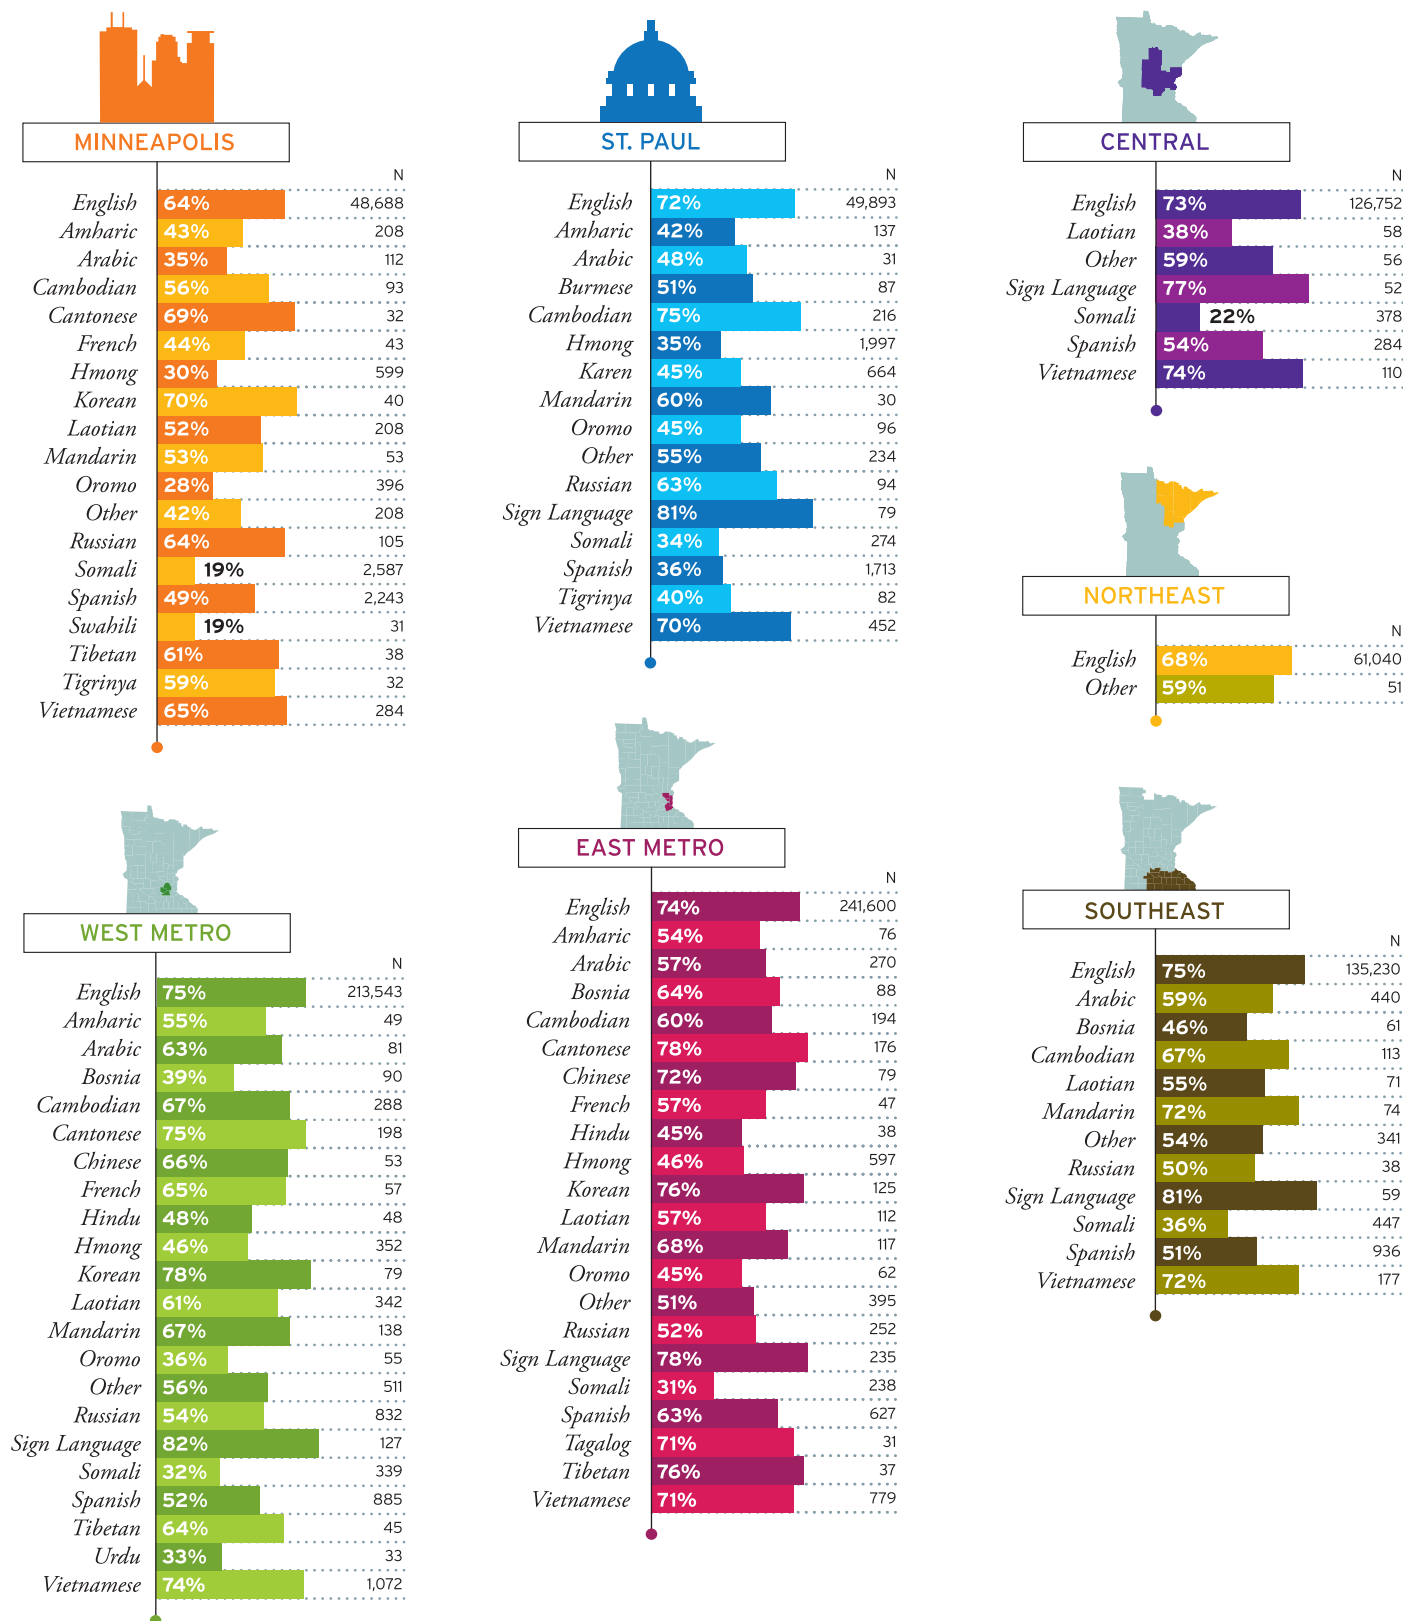 MINNEAPOLIS
N
English 64% 48,688
Amharic 43% 208
Arabic 35% 112
Cambodian 56% 93
Cantonese 69% 32
French 44% 43
Hmong 30% 599
Korean 70% 40
Laotian 52% 208
Mandarin 53% 53
Oromo 28% 396
Other 42% 208
Russian 64% 105
Somali 19% 2,587
Spanish 49% 2,243
Swahili 19% 31
Tibetan 61% 38
Tigrinya 59% 32
Vietnamese 65% 284
WEST METRO
N
English 75% 213,543
Amharic 55% 49
Arabic 63% 81
Bosnia 39% 90
Cambodian 67% 288
Cantonese 75% 198
Chinese 66% 53
French 65% 57
Hindu 48% 48
Hmong 46% 352
Korean 78% 79
Laotian 61% 342
Mandarin 67% 138
Oromo 36% 55
Other 56% 511
Russian 54% 832
Sign Language 82% 127
Somali 32% 339
Spanish 52% 885
Tibetan 64% 45
Urdu 33% 33
Vietnamese 74% 1,072
ST. PAUL
N
English 72% 49,893
Amharic 42% 137
Arabic 48% 31
Burmese 51% 87
Cambodian 75% 216
Hmong 35% 1,997
Karen 45% 664
Mandarin 60% 30
Oromo 45% 96
Other 55% 234
Russian 63% 94
Sign Language 81% 79
Somali 34% 274
Spanish 36% 1,713
Tigrinya 40% 82
Vietnamese 70% 452
EAST METRO
N
English 74% 241,600
Amharic 54% 76
Arabic 57% 270
Bosnia 64% 88
Cambodian 60% 194
Cantonese 78% 176
Chinese 72% 79
French 57% 47
Hindu 45% 38
Hmong 46% 597
Korean 76% 125
Laotian 57% 112
Mandarin 68% 117
Oromo 45% 62
Other 51% 395
Russian 52% 252
Sign Language 78% 235
Somali 31% 238
Spanish 63% 627
Tagalog 71% 31
Tibetan 76% 37
Vietnamese 71% 779
CENTRAL
N
English 73% 126,752
Laotian 38% 58
Other 59% 56
Sign Language 77% 52
Somali 22% 378
Spanish 54% 284
Vietnamese 74% 110
NORTHEAST
N
English 68% 61,040
Other 59% 51
SOUTHEAST
N
English 75% 135,230
Arabic 59% 440
Bosnia 46% 61
Cambodian 67% 113
Laotian 55% 71
Mandarin 72% 74
Other 54% 341
Russian 50% 38
Sign Language 81% 59
Somali 36% 447
Spanish 51% 936
Vietnamese 72% 177